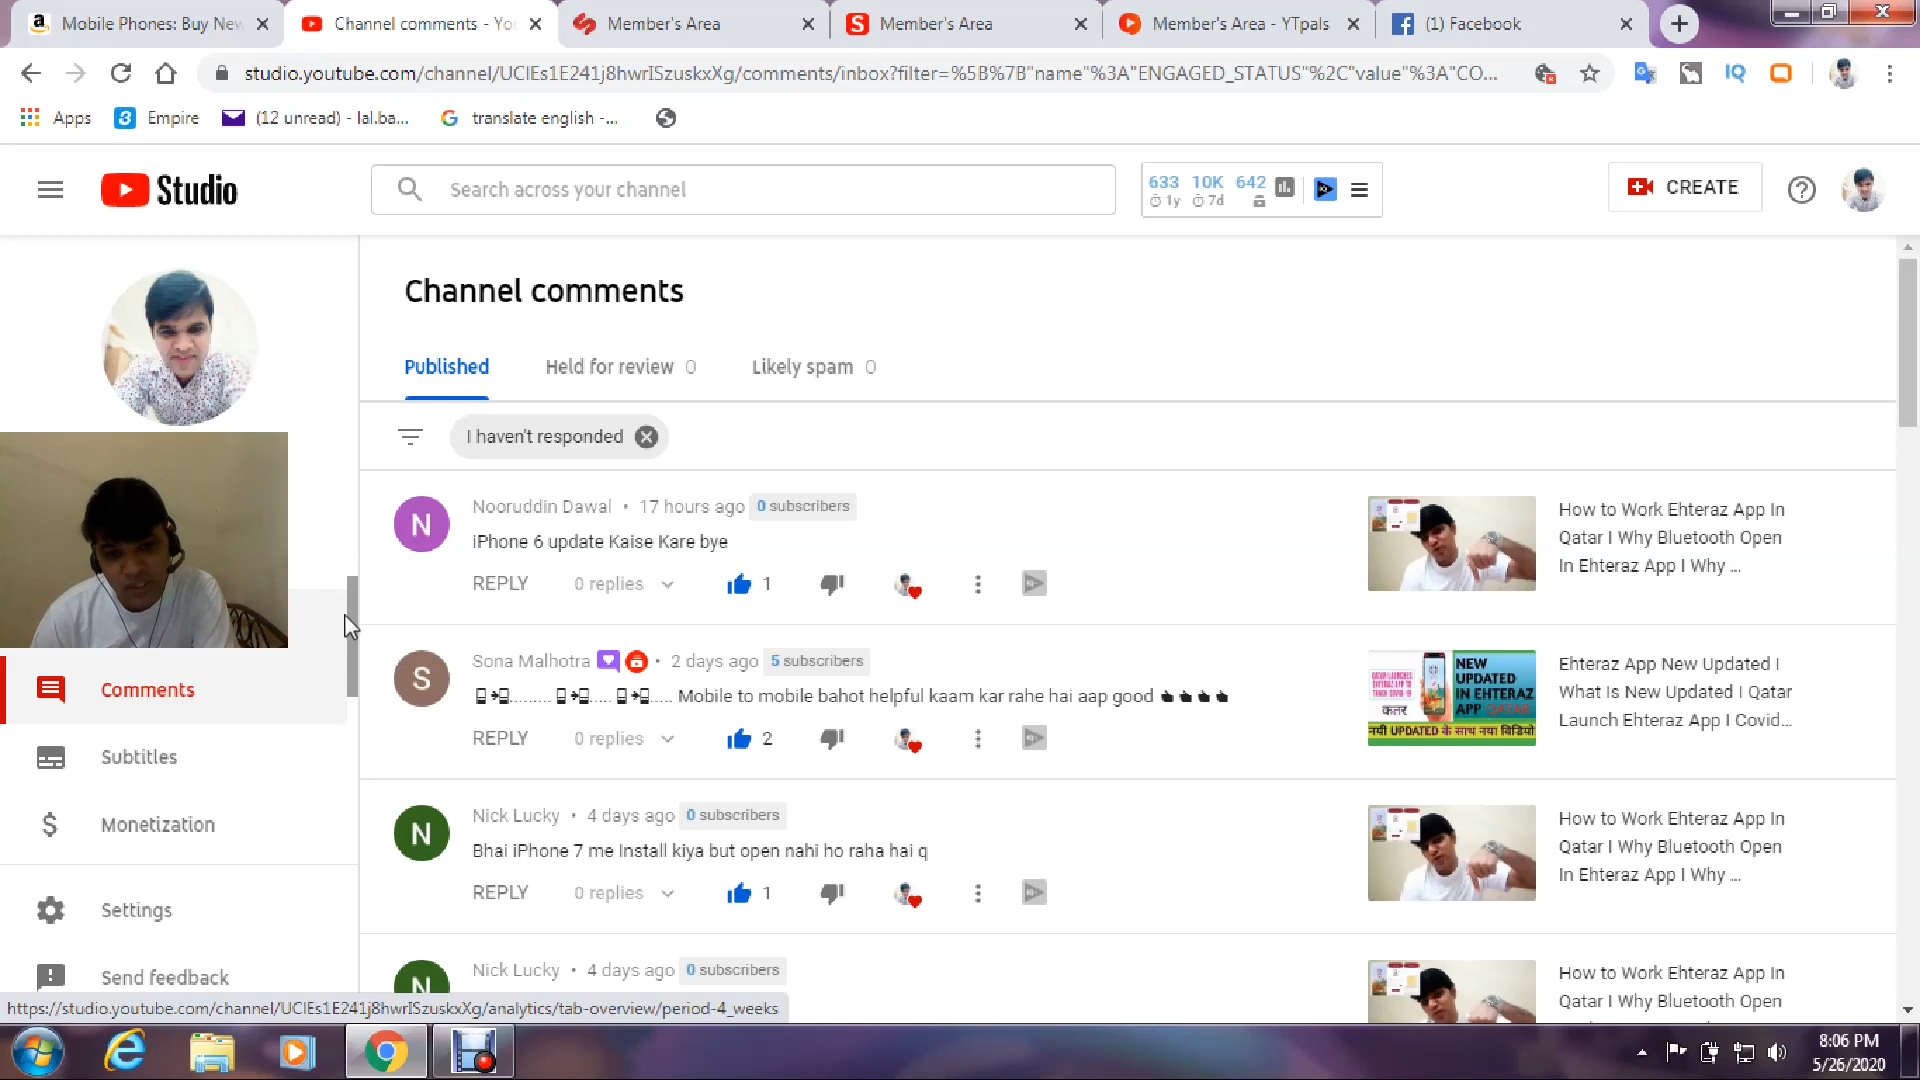 Mobile Phones: Buy New
Channel comments - Yo
Member's Area
Member's Area
Member's Area - YTpals
(1) Facebook
studio.youtube.com/channel/UCIEs1E241j8hwrISzuskxXg/comments/inbox?filter=%5B%7B"name"%3A"ENGAGED_STATUS"%2C"value"%3A"CO...
Apps
Empire
(12 unread) - lal.ba...
translate english -...
Studio
Search across your channel
633 10K 642
1y 7d
CREATE
Channel comments
Published
Held for review 0
Likely spam 0
I haven't responded
Nooruddin Dawal • 17 hours ago 0 subscribers
iPhone 6 update Kaise Kare bye
REPLY 0 replies 1
How to Work Ehteraz App In
Qatar I Why Bluetooth Open
In Ehteraz App I Why ...
Sona Malhotra • 2 days ago 5 subscribers
📱📲......... 📱📲..... 📱📲..... Mobile to mobile bahot helpful kaam kar rahe hai aap good 👍👍👍👍
REPLY 0 replies 2
NEW
UPDATED
IN EHTERAZ
APP QATAR
कतर
नयी UPDATED के साथ नया विडियो
Ehteraz App New Updated I
What Is New Updated I Qatar
Launch Ehteraz App I Covid...
Nick Lucky • 4 days ago 0 subscribers
Bhai iPhone 7 me Install kiya but open nahi ho raha hai q
REPLY 0 replies 1
How to Work Ehteraz App In
Qatar I Why Bluetooth Open
In Ehteraz App I Why ...
Nick Lucky • 4 days ago 0 subscribers
How to Work Ehteraz App In
Qatar I Why Bluetooth Open
Comments
Subtitles
Monetization
Settings
Send feedback
https://studio.youtube.com/channel/UCIEs1E241j8hwrISzuskxXg/analytics/tab-overview/period-4_weeks
8:06 PM
5/26/2020